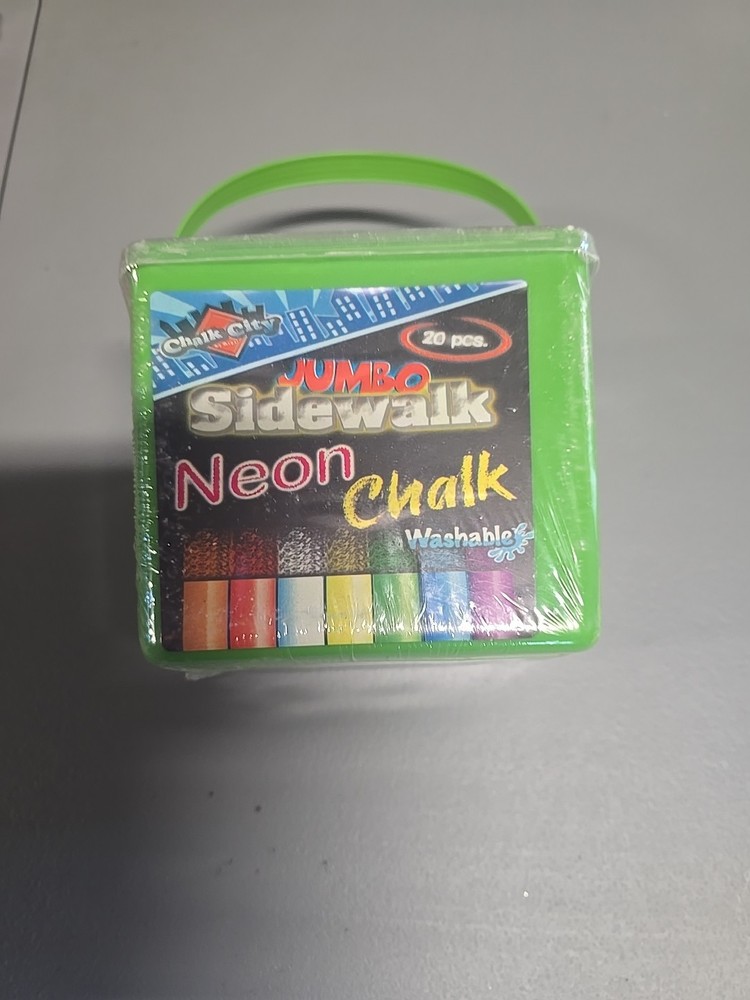 Chalk City
20 pcs.
JUMBO
Sidewalk
Neon
Chalk
Washable